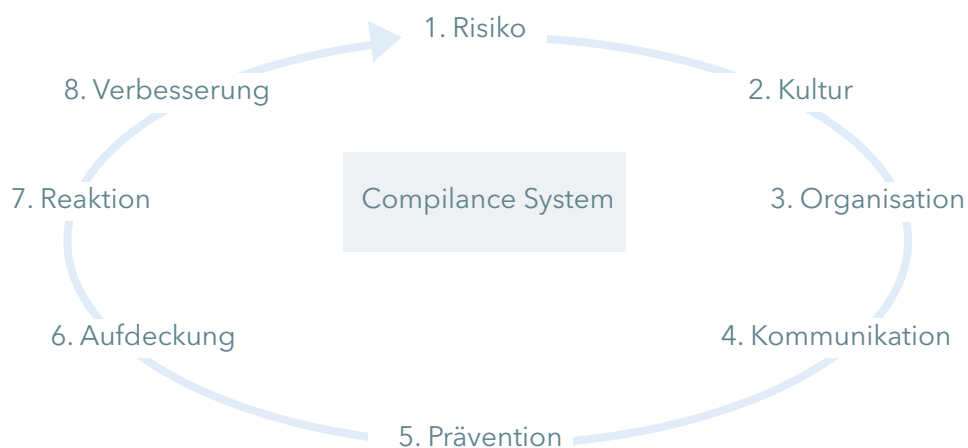 1. Risiko
2. Kultur
3. Organisation
4. Kommunikation
5. Prävention
6. Aufdeckung
7. Reaktion
8. Verbesserung
Compilance System